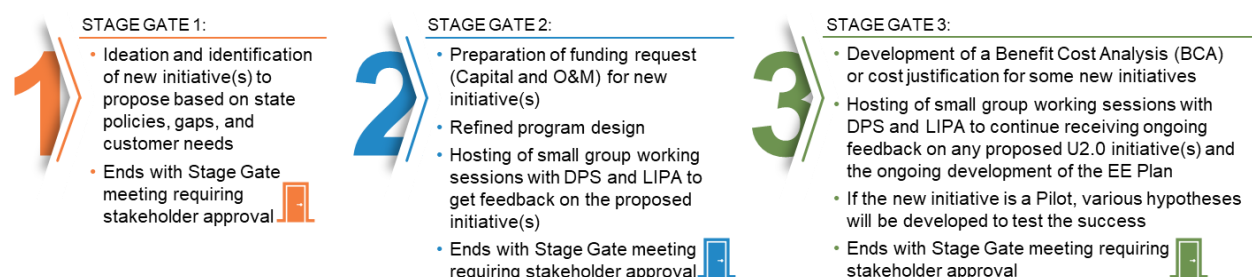 1
STAGE GATE 1:
• Ideation and identification
of new initiative(s) to
propose based on state
policies, gaps, and
customer needs
• Ends with Stage Gate
meeting requiring
stakeholder approval
2
STAGE GATE 2:
• Preparation of funding request
(Capital and O&M) for new
initiative(s)
• Refined program design
• Hosting of small group working
sessions with DPS and LIPA to
get feedback on the proposed
initiative(s)
• Ends with Stage Gate meeting
requiring stakeholder approval
3
STAGE GATE 3:
• Development of a Benefit Cost Analysis (BCA)
or cost justification for some new initiatives
• Hosting of small group working sessions with
DPS and LIPA to continue receiving ongoing
feedback on any proposed U2.0 initiative(s) and
the ongoing development of the EE Plan
• If the new initiative is a Pilot, various hypotheses
will be developed to test the success
• Ends with Stage Gate meeting requiring
stakeholder approval